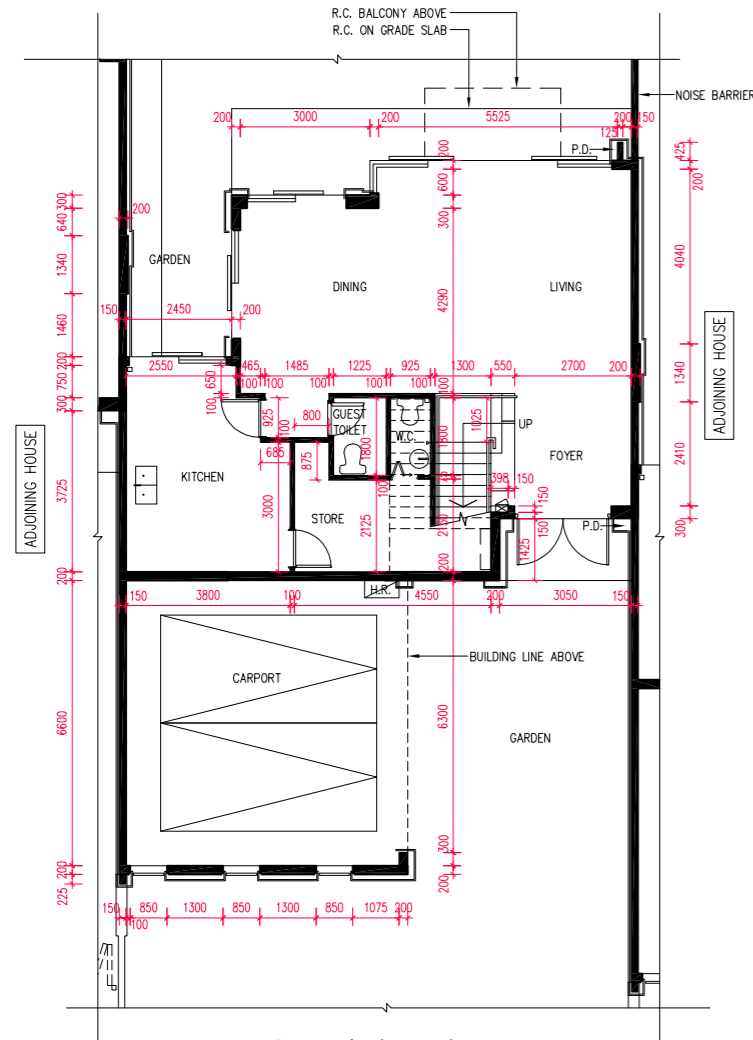 R.C. BALCONY ABOVE
R.C. ON GRADE SLAB
NOISE BARRIER
200 3000 200 5525 200 150
125
P.D.
425
200
200
600
300
300
640
200
1340
GARDEN
DINING
LIVING
4290
4040
1460
150 2450 200
ADJOINING HOUSE
1340
200
2550 465 1485 1225 925 1300 550 2700 200
750
650
100 100 100 100 100
300
100
925
100
800
GUEST
TOILET
1800
W.C.
1800
1025
UP
FOYER
2410
ADJOINING HOUSE
3725
KITCHEN
685
875
3000
STORE
100
2125
2150
398 150
150
150
P.D.
300
1425
200
200
H.R.
150 3800 100 4550 200 3050 150
BUILDING LINE ABOVE
CARPORT
6600
6300
GARDEN
300
200
200
225
150 850 1300 850 1300 850 1075 200
100